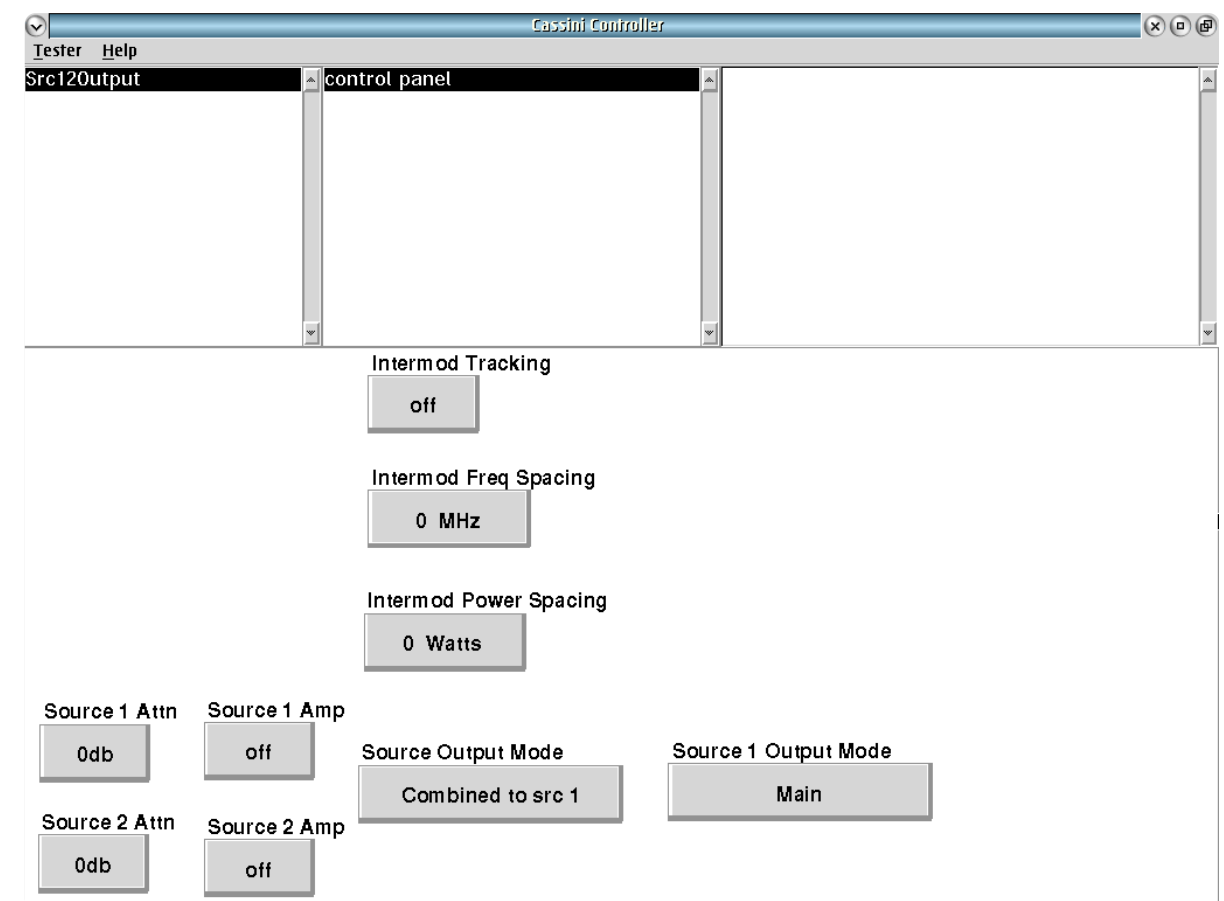 Cassini Controller
Tester Help
Src12Output control panel
Intermod Tracking
off
Intermod Freq Spacing
0 MHz
Intermod Power Spacing
0 Watts
Source 1 Attn Source 1 Amp
0db off
Source Output Mode Source 1 Output Mode
Combined to src 1 Main
Source 2 Attn Source 2 Amp
0db off